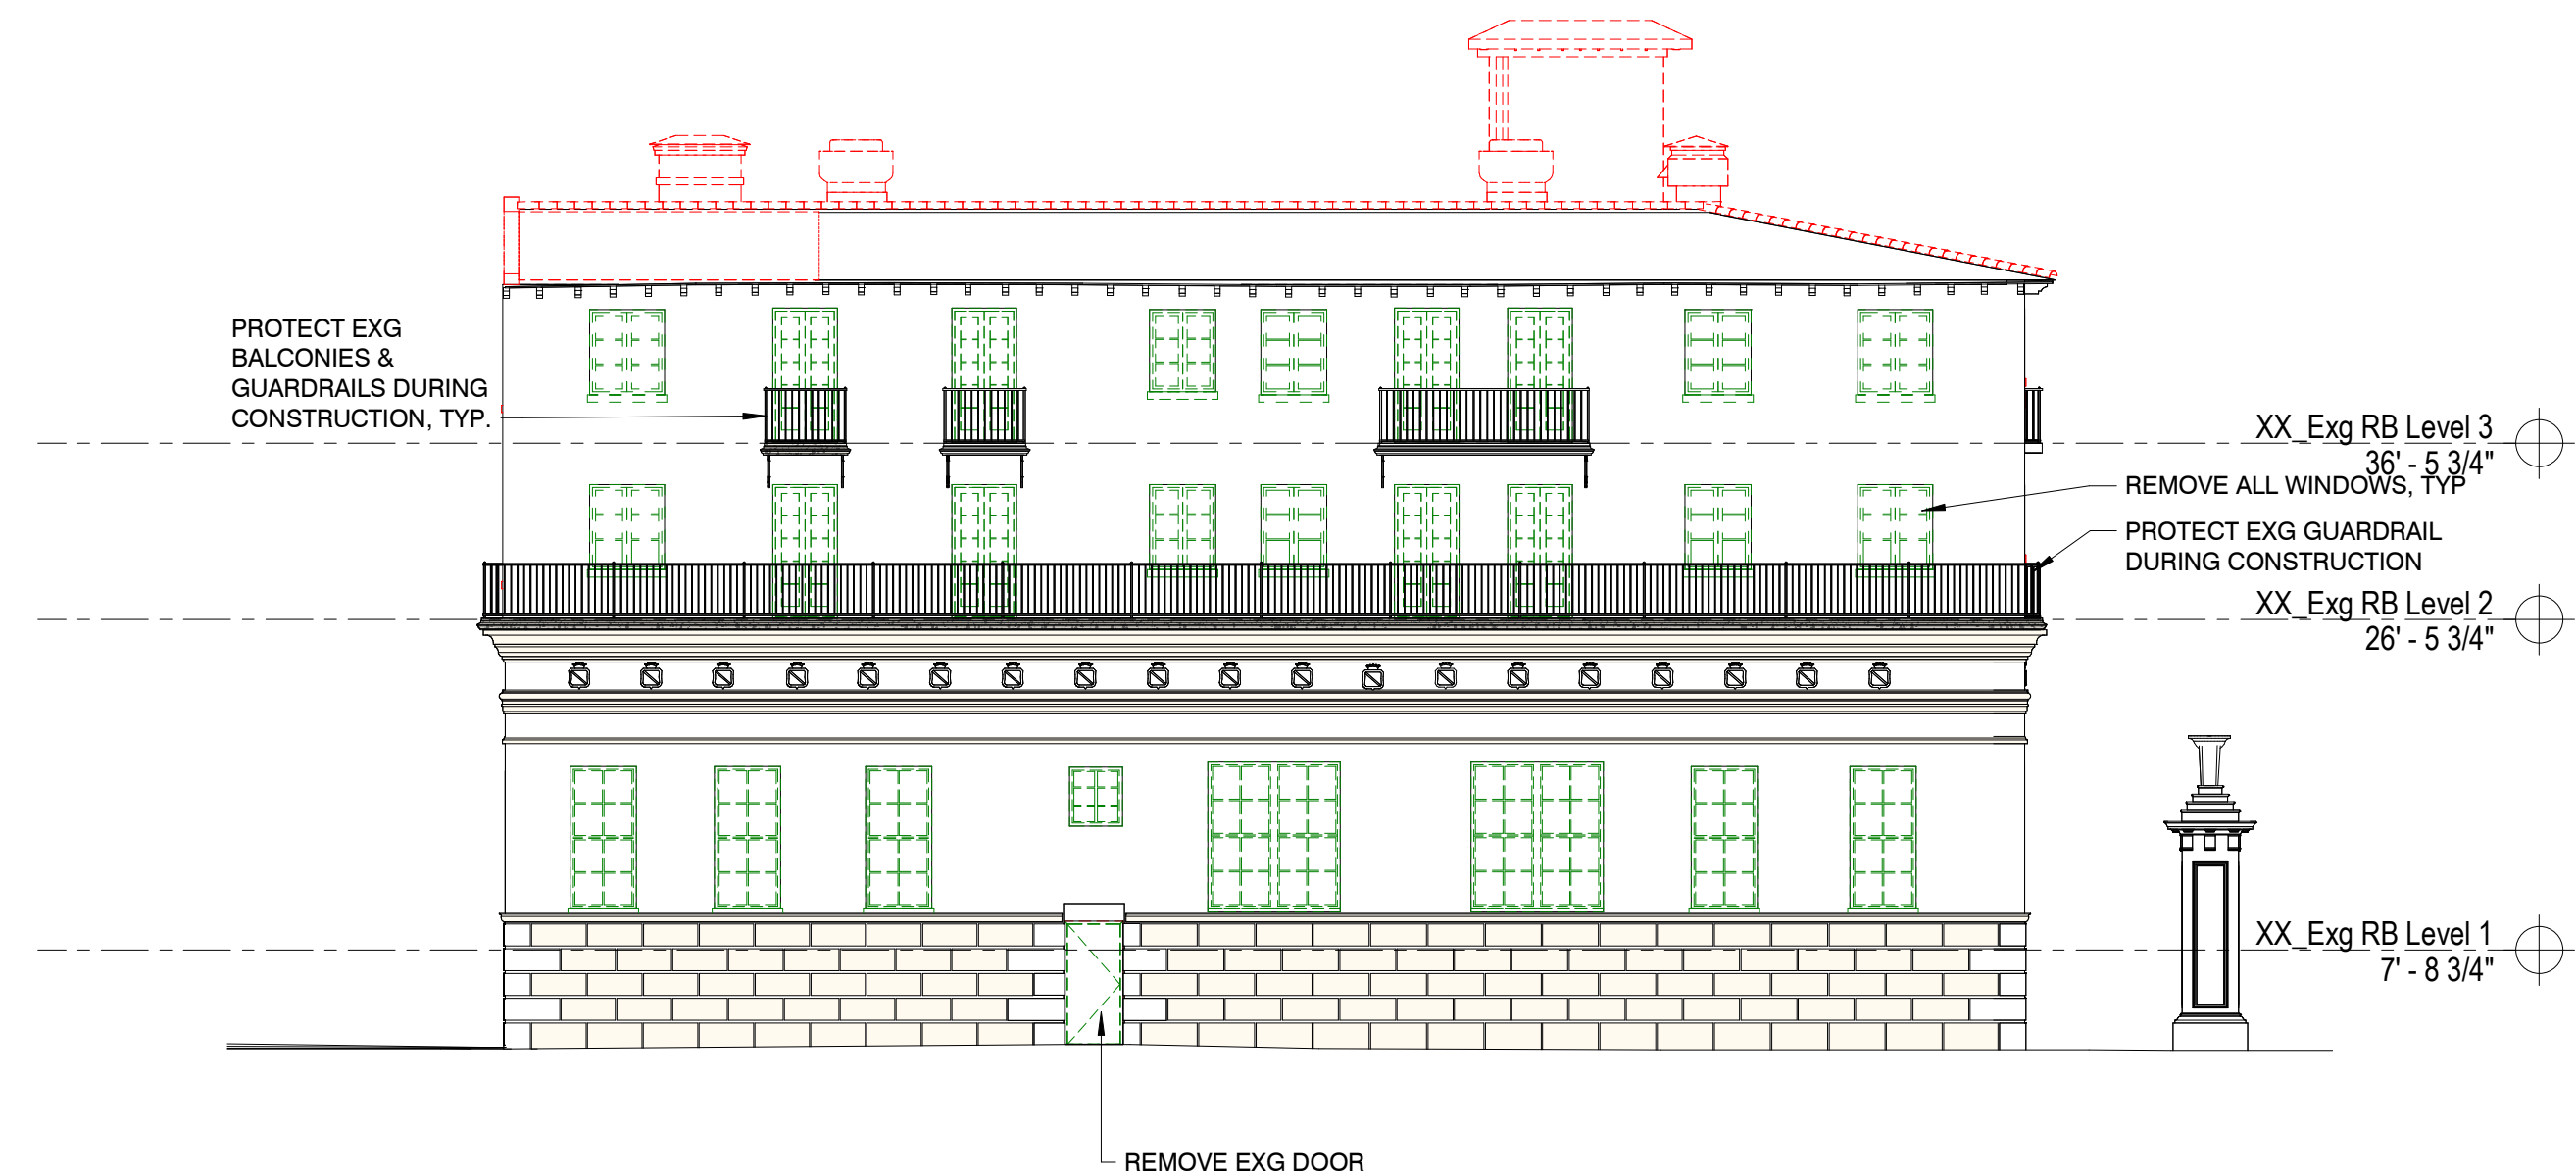 PROTECT EXG
BALCONIES &
GUARDRAILS DURING
CONSTRUCTION, TYP.
XX_Exg RB Level 3
36' - 5 3/4"
REMOVE ALL WINDOWS, TYP
PROTECT EXG GUARDRAIL
DURING CONSTRUCTION
XX_Exg RB Level 2
26' - 5 3/4"
XX_Exg RB Level 1
7' - 8 3/4"
REMOVE EXG DOOR